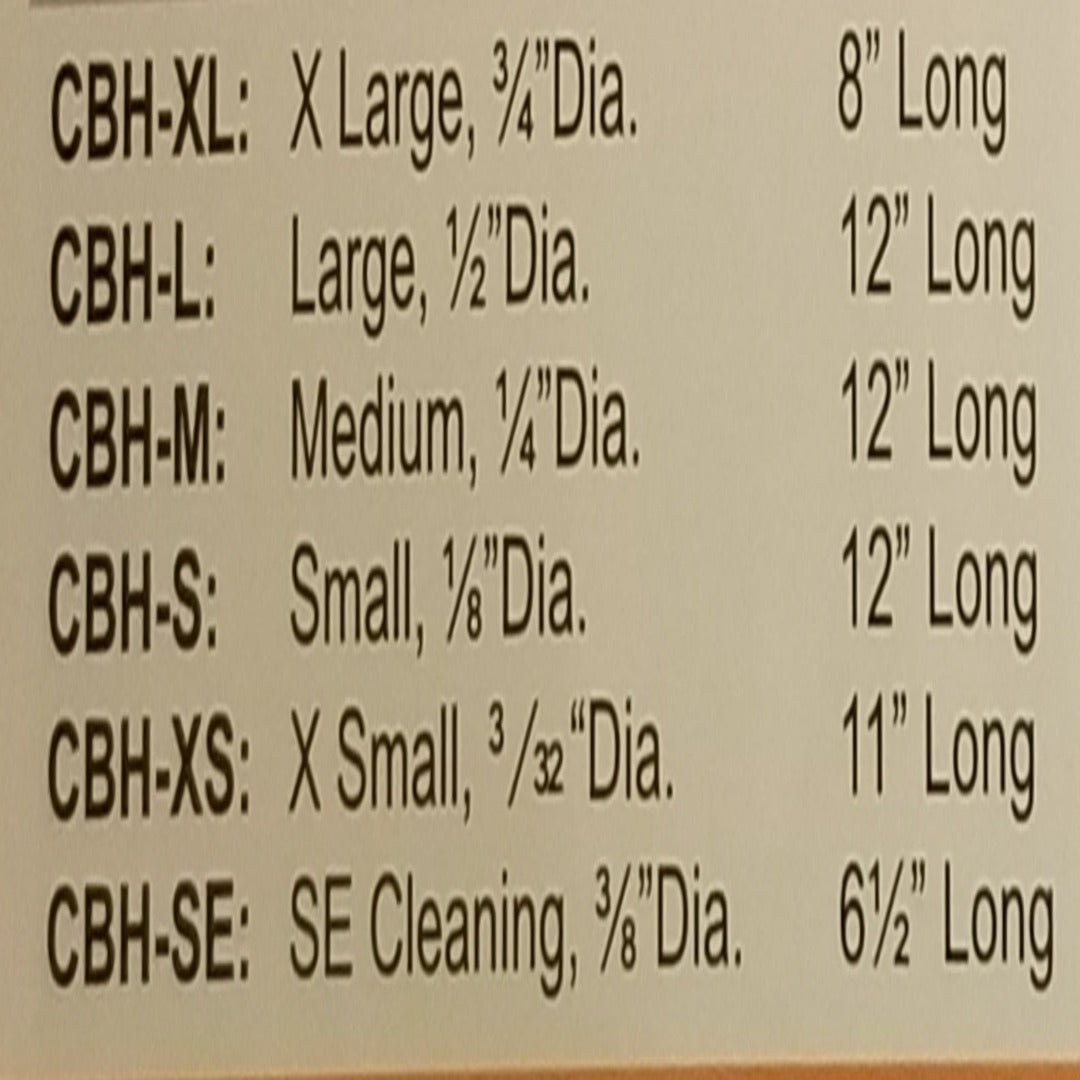 CBH-XL: X Large, ¾”Dia. 8” Long
CBH-L: Large, ½”Dia. 12” Long
CBH-M: Medium, ¼”Dia. 12” Long
CBH-S: Small, ⅛”Dia. 12” Long
CBH-XS: X Small, 3/32“Dia. 11” Long
CBH-SE: SE Cleaning, ⅜”Dia. 6½” Long